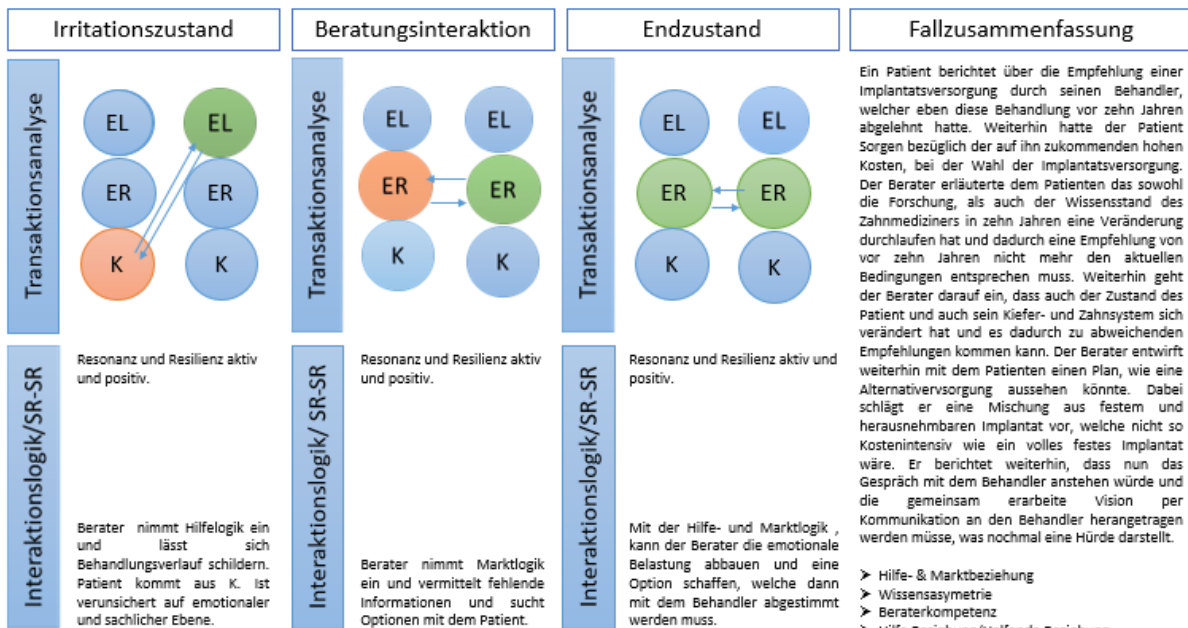 Irritationszustand
Transaktionsanalyse
EL
EL
ER
ER
K
K
Interaktionslogik/SR-SR
Resonanz und Resilienz aktiv
und positiv.
Berater nimmt Hilfelogik ein
und lässt sich
Behandlungsverlauf schildern.
Patient kommt aus K. Ist
verunsichert auf emotionaler
und sachlicher Ebene.
Beratungsinteraktion
Transaktionsanalyse
EL
EL
ER
ER
K
K
Interaktionslogik/ SR-SR
Resonanz und Resilienz aktiv
und positiv.
Berater nimmt Marktlogik
ein und vermittelt fehlende
Informationen und sucht
Optionen mit dem Patient.
Endzustand
Transaktionsanalyse
EL
EL
ER
ER
K
K
Interaktionslogik/ SR-SR
Resonanz und Resilienz aktiv und
positiv.
Mit der Hilfe- und Marktlogik ,
kann der Berater die emotionale
Belastung abbauen und eine
Option schaffen, welche dann
mit dem Behandler abgestimmt
werden muss.
Fallzusammenfassung
Ein Patient berichtet über die Empfehlung einer
Implantatsversorgung durch seinen Behandler,
welcher eben diese Behandlung vor zehn Jahren
abgelehnt hatte. Weiterhin hatte der Patient
Sorgen bezüglich der auf ihn zukommenden hohen
Kosten, bei der Wahl der Implantatsversorgung.
Der Berater erläuterte dem Patienten das sowohl
die Forschung, als auch der Wissensstand des
Zahnmediziners in zehn Jahren eine Veränderung
durchlaufen hat und dadurch eine Empfehlung von
vor zehn Jahren nicht mehr den aktuellen
Bedingungen entsprechen muss. Weiterhin geht
der Berater darauf ein, dass auch der Zustand des
Patient und auch sein Kiefer- und Zahnsystem sich
verändert hat und es dadurch zu abweichenden
Empfehlungen kommen kann. Der Berater entwirft
weiterhin mit dem Patienten einen Plan, wie eine
Alternativervsorgung aussehen könnte. Dabei
schlägt er eine Mischung aus festem und
herausnehmbaren Implantat vor, welche nicht so
Kostenintensiv wie ein volles festes Implantat
wäre. Er berichtet weiterhin, dass nun das
Gespräch mit dem Behandler anstehen würde und
die gemeinsam erarbeite Vision per
Kommunikation an den Behandler herangetragen
werden müsse, was nochmal eine Hürde darstellt.
➤ Hilfe- & Marktbeziehung
➤ Wissensasymetrie
➤ Beraterkompetenz